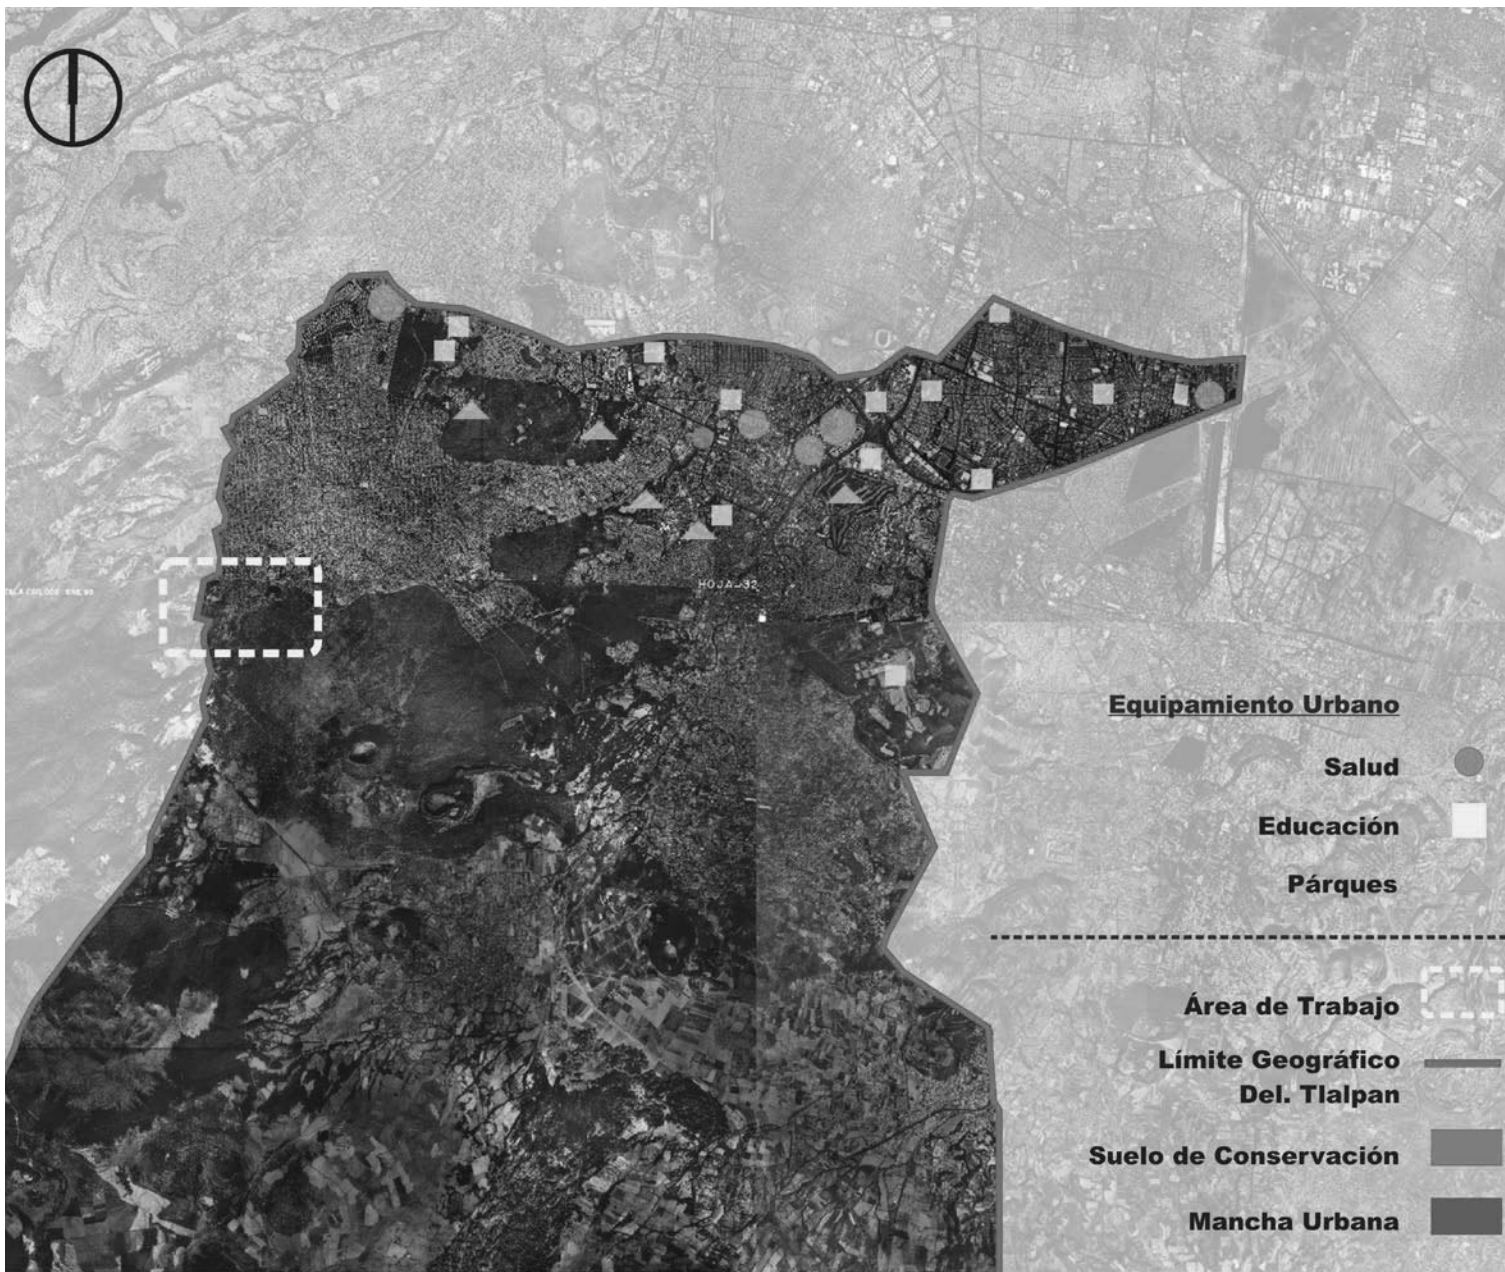 HOJA 32
Equipamiento Urbano
Salud
Educación
Párques
Área de Trabajo
Límite Geográfico
Del. Tlalpan
Suelo de Conservación
Mancha Urbana